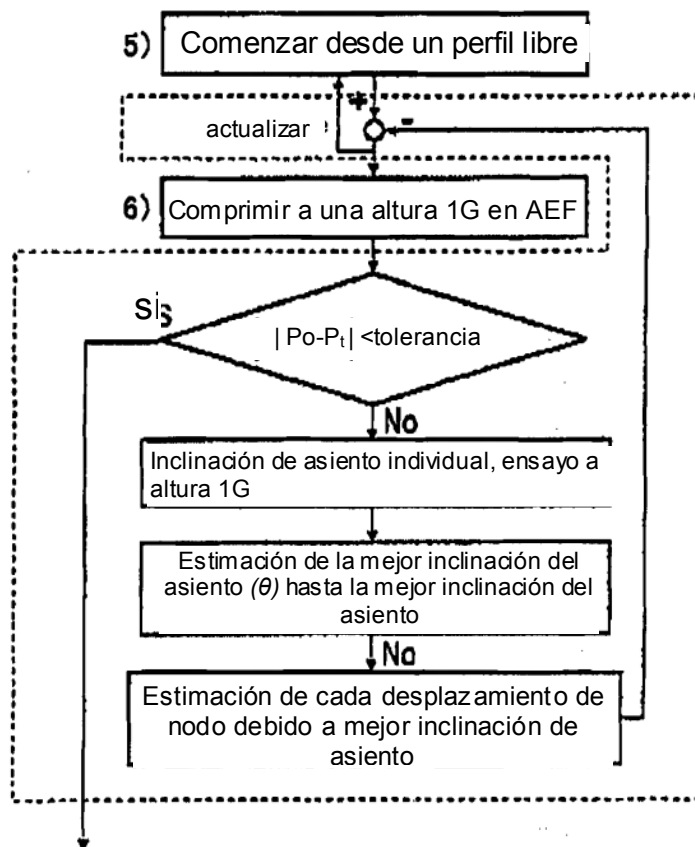 5) Comenzar desde un perfil libre
+
-
actualizar
6) Comprimir a una altura 1G en AEF
Si
| Po-Pₜ| <tolerancia
No
Inclinación de asiento individual, ensayo a
altura 1G
Estimación de la mejor inclinación del
asiento (θ) hasta la mejor inclinación del
asiento
No
Estimación de cada desplazamiento de
nodo debido a mejor inclinación de
asiento